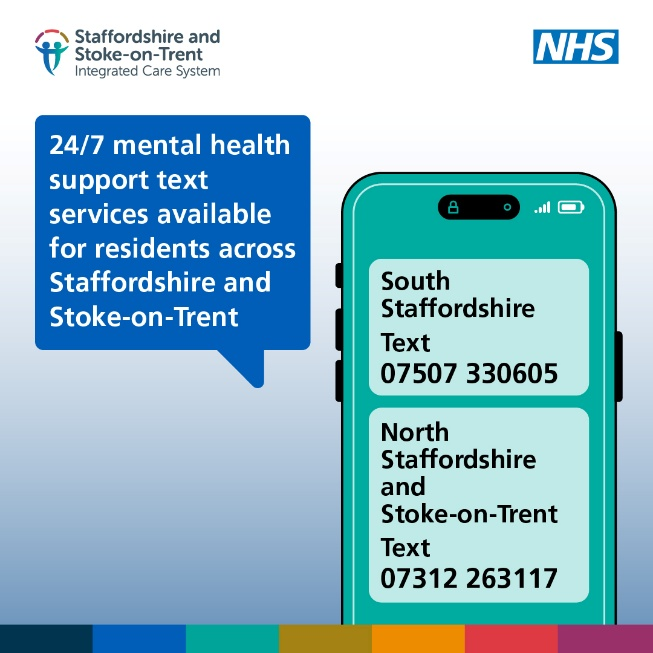 Staffordshire and
Stoke-on-Trent
Integrated Care System
NHS
24/7 mental health
support text
services available
for residents across
Staffordshire and
Stoke-on-Trent
South
Staffordshire
Text
07507 330605
North
Staffordshire
and
Stoke-on-Trent
Text
07312 263117